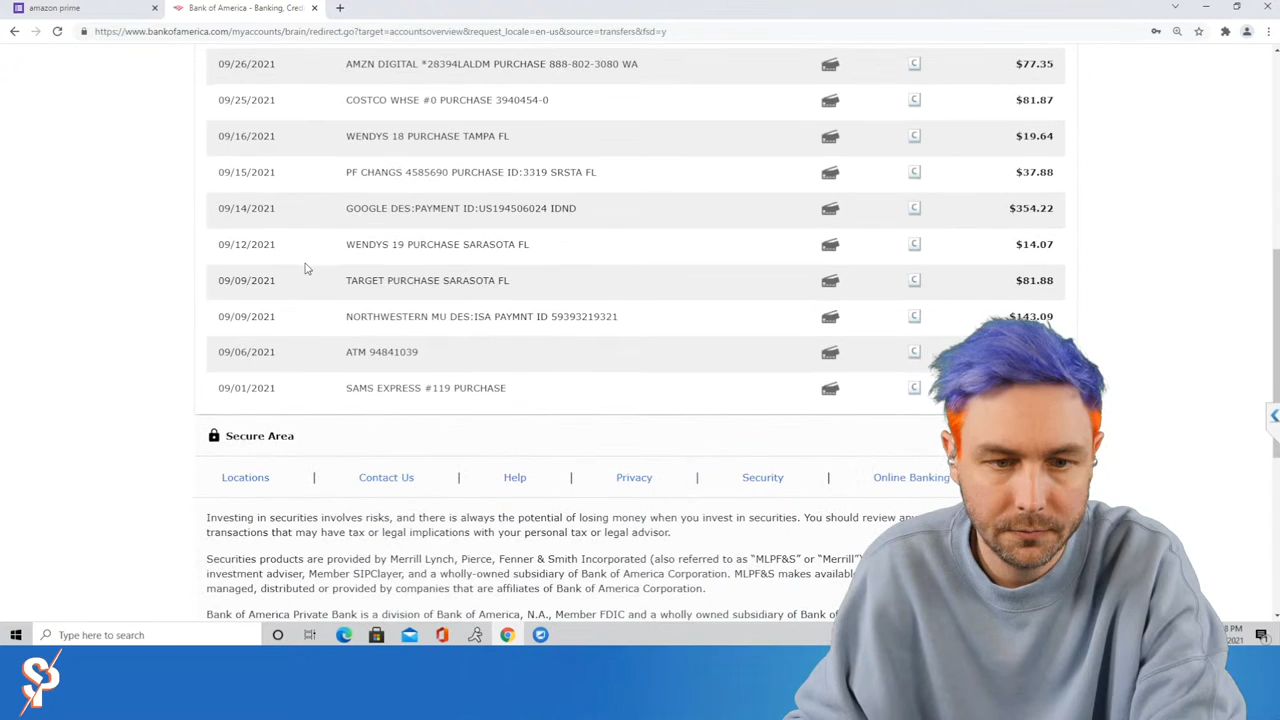 amazon prime
Bank of America - Banking, Cred
https://www.bankofamerica.com/myaccounts/brain/redirect.go?target=accountsoverview&request_locale=en-us&source=transfers&fsd=y
09/26/2021 AMZN DIGITAL *28394LALDM PURCHASE 888-802-3080 WA C $77.35
09/25/2021 COSTCO WHSE #0 PURCHASE 3940454-0 C $81.87
09/16/2021 WENDYS 18 PURCHASE TAMPA FL C $19.64
09/15/2021 PF CHANGS 4585690 PURCHASE ID:3319 SRSTA FL C $37.88
09/14/2021 GOOGLE DES:PAYMENT ID:US194506024 IDND C $354.22
09/12/2021 WENDYS 19 PURCHASE SARASOTA FL C $14.07
09/09/2021 TARGET PURCHASE SARASOTA FL C $81.88
09/09/2021 NORTHWESTERN MU DES:ISA PAYMNT ID 59393219321 C $143.09
09/06/2021 ATM 94841039 C
09/01/2021 SAMS EXPRESS #119 PURCHASE C
Secure Area
Locations | Contact Us | Help | Privacy | Security | Online Banking
Investing in securities involves risks, and there is always the potential of losing money when you invest in securities. You should review any
transactions that may have tax or legal implications with your personal tax or legal advisor.
Securities products are provided by Merrill Lynch, Pierce, Fenner & Smith Incorporated (also referred to as "MLPF&S" or "Merrill")
investment adviser, Member SIPClayer, and a wholly-owned subsidiary of Bank of America Corporation. MLPF&S makes availabl
managed, distributed or provided by companies that are affiliates of Bank of America Corporation.
Bank of America Private Bank is a division of Bank of America, N.A., Member FDIC and a wholly owned subsidiary of Bank of
Type here to search
8 PM
2021
SP